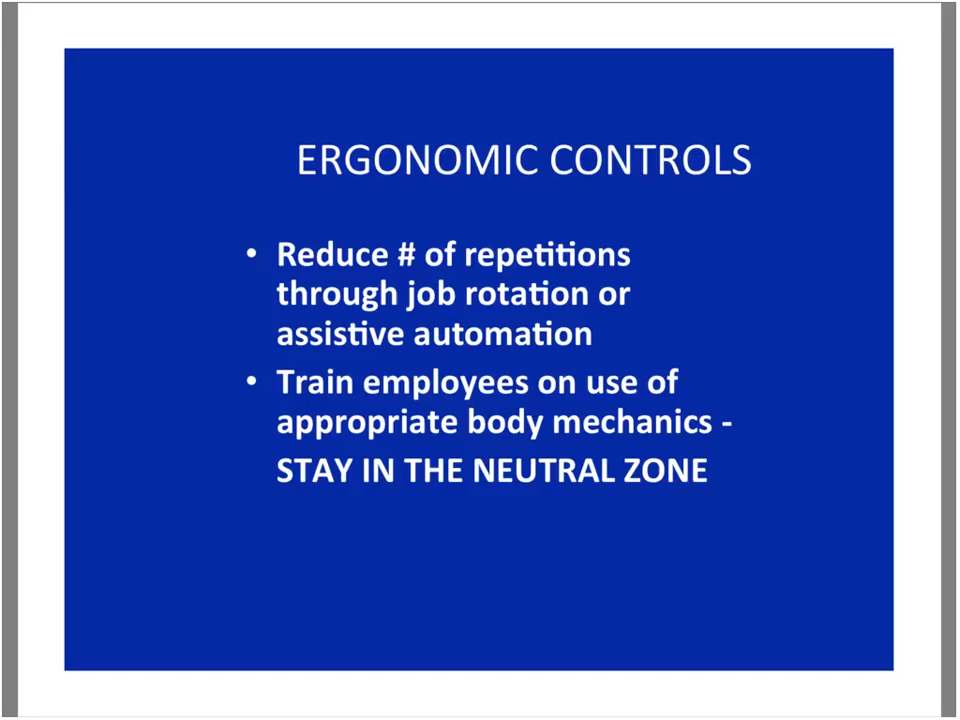 ERGONOMIC CONTROLS
• Reduce # of repetitions
through job rotation or
assistive automation
• Train employees on use of
appropriate body mechanics -
STAY IN THE NEUTRAL ZONE